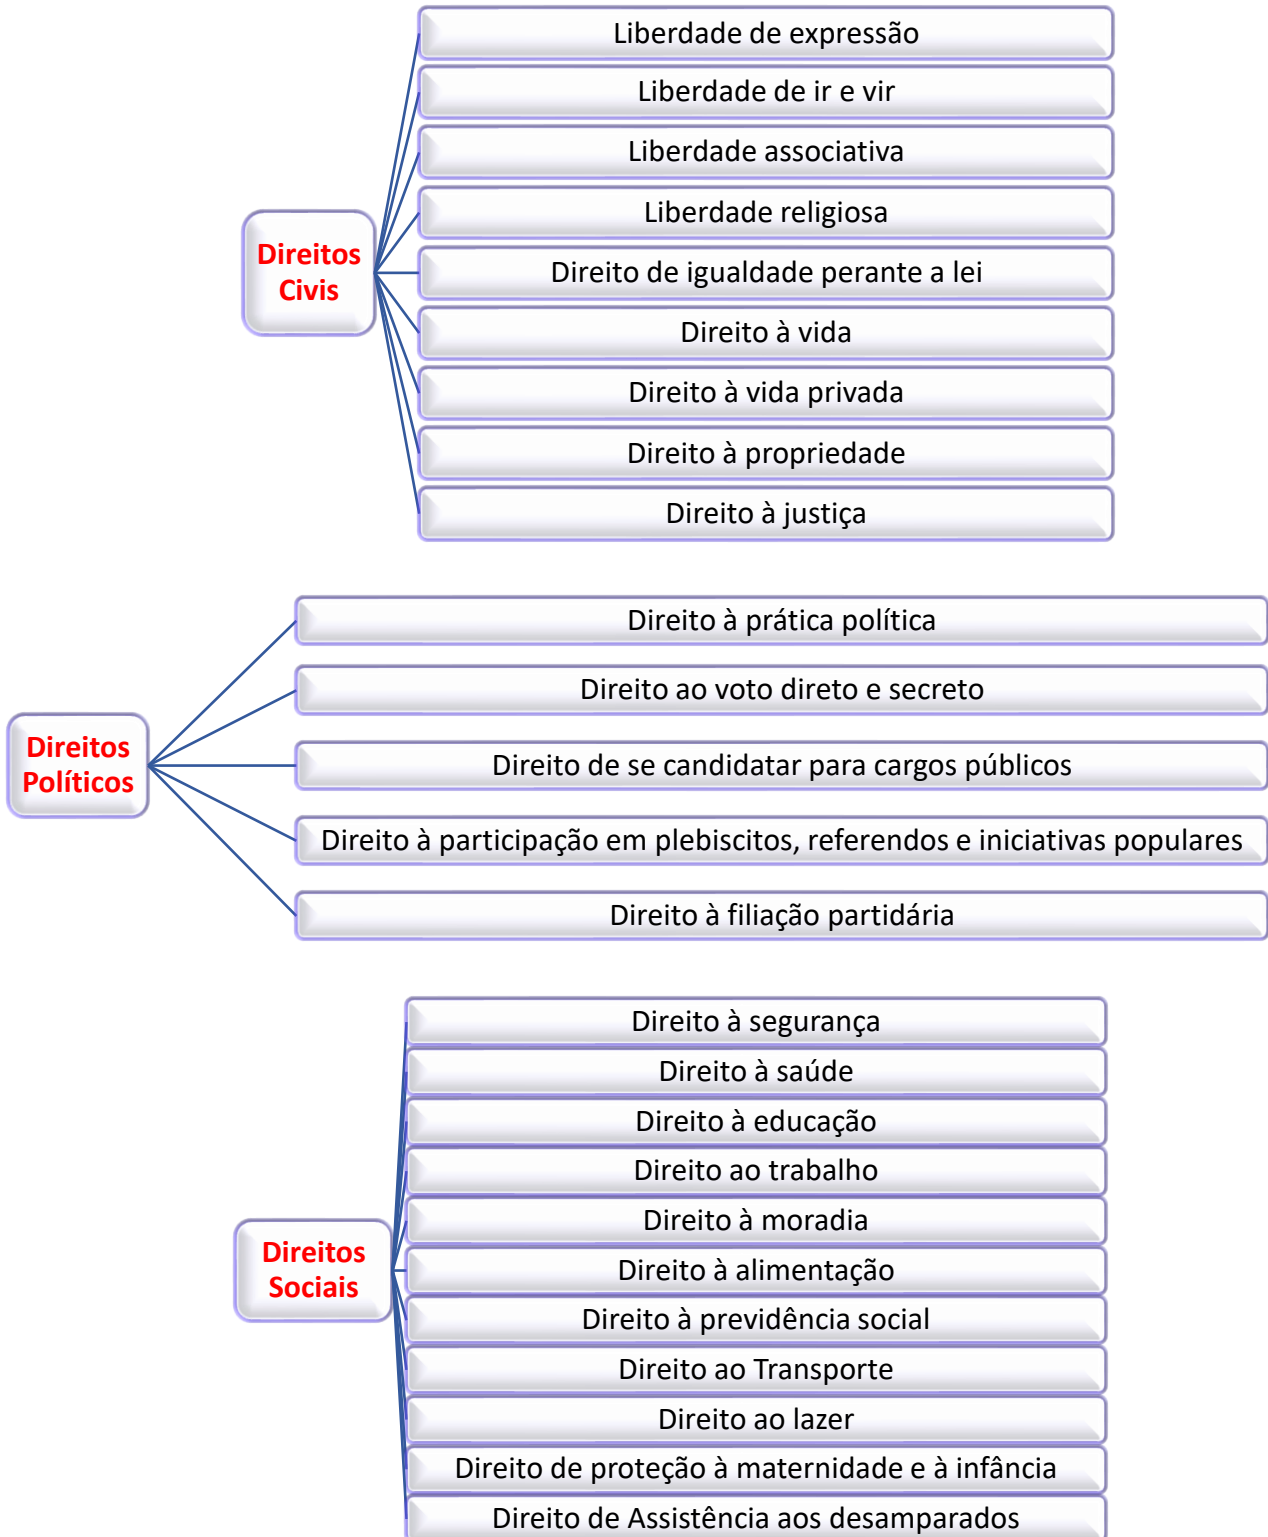 Direitos
Civis
Liberdade de expressão
Liberdade de ir e vir
Liberdade associativa
Liberdade religiosa
Direito de igualdade perante a lei
Direito à vida
Direito à vida privada
Direito à propriedade
Direito à justiça
Direitos
Políticos
Direito à prática política
Direito ao voto direto e secreto
Direito de se candidatar para cargos públicos
Direito à participação em plebiscitos, referendos e iniciativas populares
Direito à filiação partidária
Direitos
Sociais
Direito à segurança
Direito à saúde
Direito à educação
Direito ao trabalho
Direito à moradia
Direito à alimentação
Direito à previdência social
Direito ao Transporte
Direito ao lazer
Direito de proteção à maternidade e à infância
Direito de Assistência aos desamparados